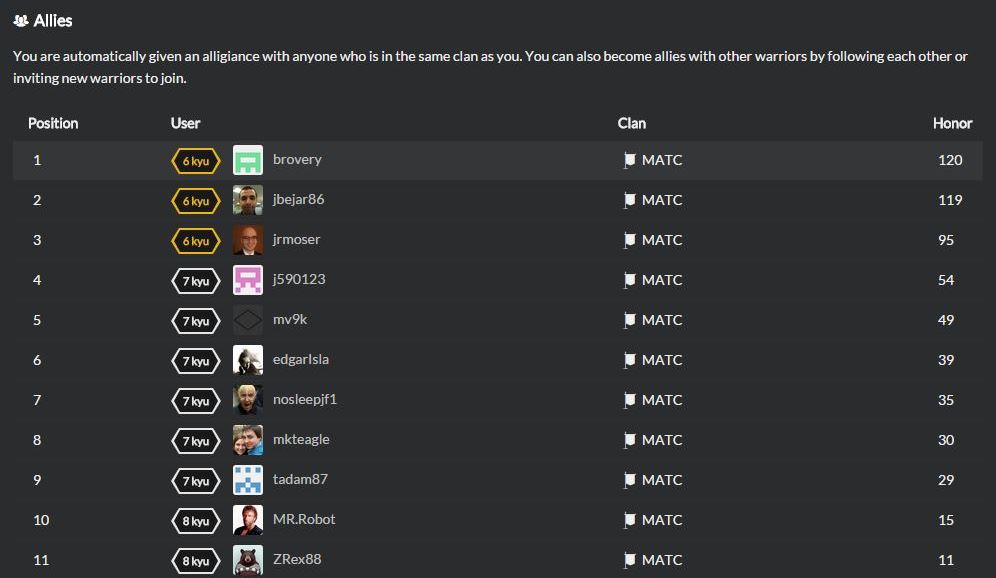 Allies
You are automatically given an alligiance with anyone who is in the same clan as you. You can also become allies with other warriors by following each other or
inviting new warriors to join.
Position User Clan Honor
1 6 kyu brovery MATC 120
2 6 kyu jbejar86 MATC 119
3 6 kyu jrmoser MATC 95
4 7 kyu j590123 MATC 54
5 7 kyu mv9k MATC 49
6 7 kyu edgarIsla MATC 39
7 7 kyu nosleepjf1 MATC 35
8 7 kyu mkteagle MATC 30
9 7 kyu tadam87 MATC 29
10 8 kyu MR.Robot MATC 15
11 8 kyu ZRex88 MATC 11